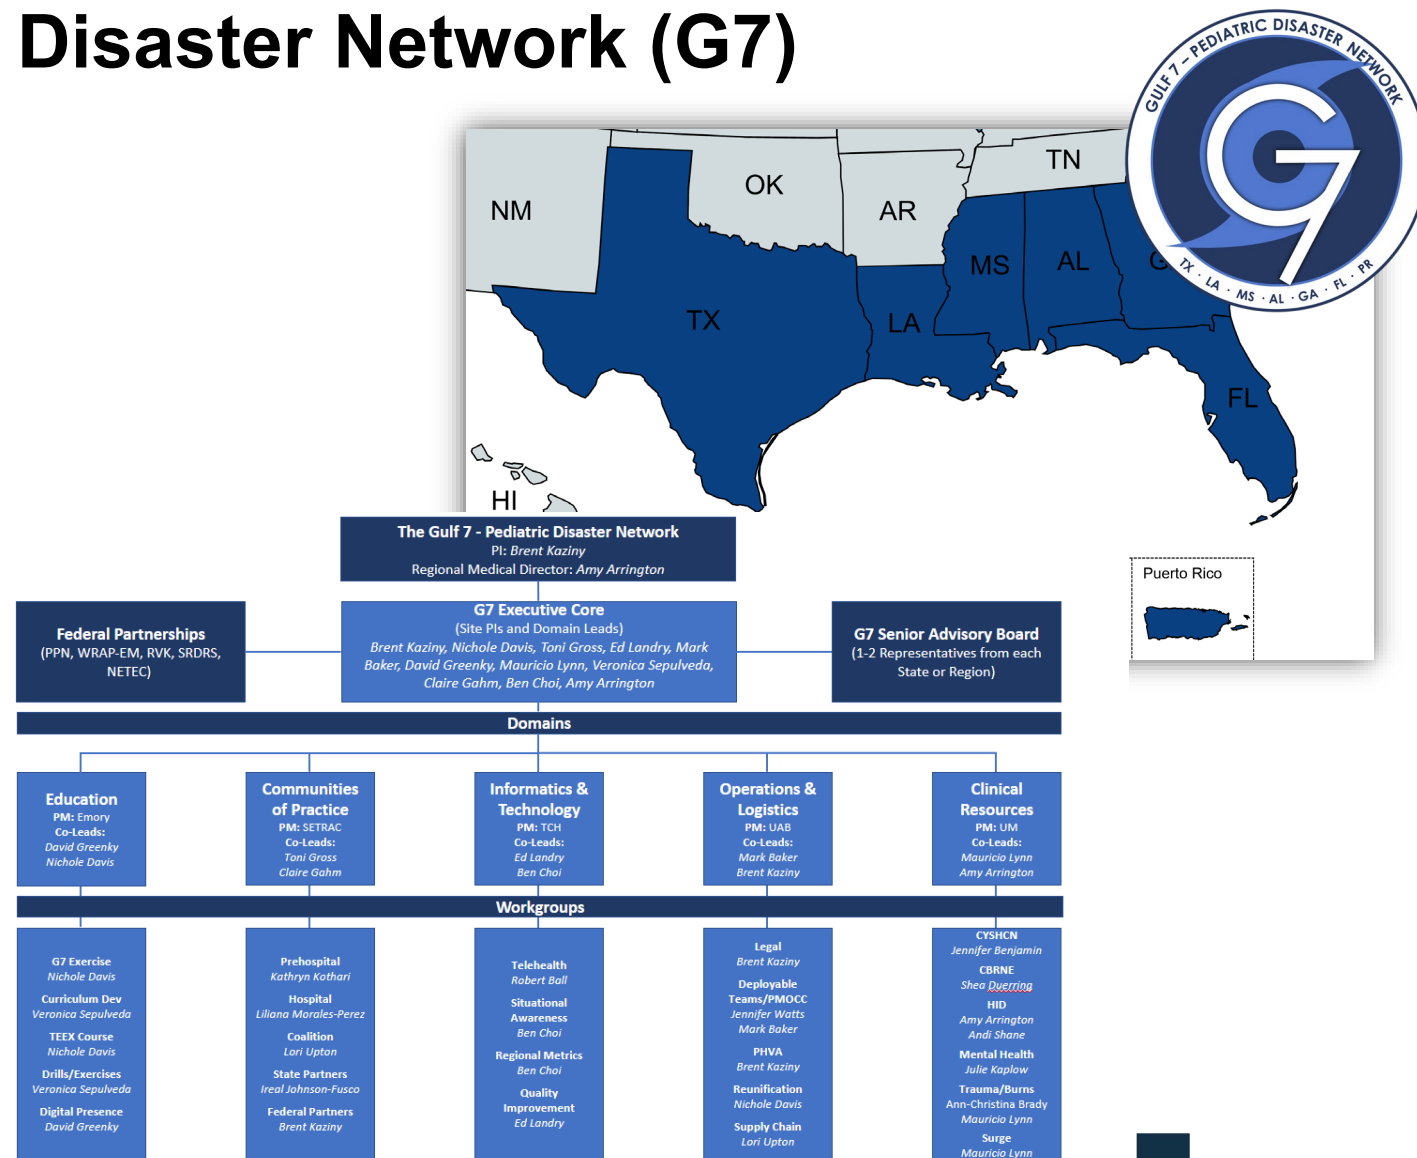 Disaster Network (G7)
GULF 7 – PEDIATRIC DISASTER NETWORK
TX · LA · MS · AL · GA · FL · PR
NM
OK
AR
TN
TX
LA
MS
AL
G
FL
HI
Puerto Rico
The Gulf 7 - Pediatric Disaster Network
PI: Brent Kaziny
Regional Medical Director: Amy Arrington
Federal Partnerships
(PPN, WRAP-EM, RVK, SRDRS,
NETEC)
G7 Executive Core
(Site PIs and Domain Leads)
Brent Kaziny, Nichole Davis, Toni Gross, Ed Landry, Mark
Baker, David Greenky, Mauricio Lynn, Veronica Sepulveda,
Claire Gahm, Ben Choi, Amy Arrington
G7 Senior Advisory Board
(1-2 Representatives from each
State or Region)
Domains
Education
PM: Emory
Co-Leads:
David Greenky
Nichole Davis
Communities
of Practice
PM: SETRAC
Co-Leads:
Toni Gross
Claire Gahm
Informatics &
Technology
PM: TCH
Co-Leads:
Ed Landry
Ben Choi
Operations &
Logistics
PM: UAB
Co-Leads:
Mark Baker
Brent Kaziny
Clinical
Resources
PM: UM
Co-Leads:
Mauricio Lynn
Amy Arrington
Workgroups
G7 Exercise
Nichole Davis
Curriculum Dev
Veronica Sepulveda
TEEX Course
Nichole Davis
Drills/Exercises
Veronica Sepulveda
Digital Presence
David Greenky
Prehospital
Kathryn Kothari
Hospital
Liliana Morales-Perez
Coalition
Lori Upton
State Partners
Ireal Johnson-Fusco
Federal Partners
Brent Kaziny
Telehealth
Robert Ball
Situational
Awareness
Ben Choi
Regional Metrics
Ben Choi
Quality
Improvement
Ed Landry
Legal
Brent Kaziny
Deployable
Teams/PMOCC
Jennifer Watts
Mark Baker
PHVA
Brent Kaziny
Reunification
Nichole Davis
Supply Chain
Lori Upton
CYSHCN
Jennifer Benjamin
CBRNE
Shea Duerring
HID
Amy Arrington
Andi Shane
Mental Health
Julie Kaplow
Trauma/Burns
Ann-Christina Brady
Mauricio Lynn
Surge
Mauricio Lynn